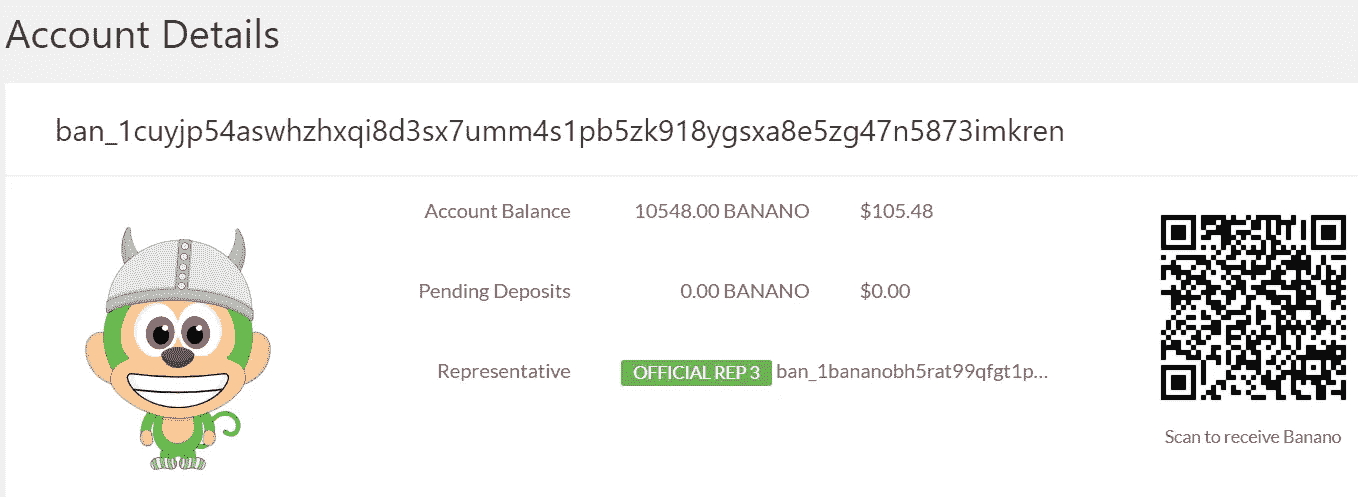 Account Details
ban_1cuyjp54aswhzhxqi8d3sx7umm4s1pb5zk918ygsxa8e5zg47n5873imkren
Account Balance 10548.00 BANANO $105.48
Pending Deposits 0.00 BANANO $0.00
Representative OFFICIAL REP 3 ban_1bananobh5rat99qfgt1p...
Scan to receive Banano